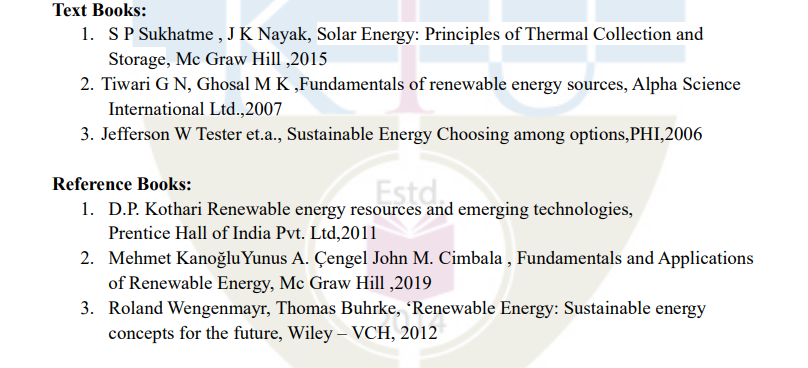 Text Books:
1. S P Sukhatme , J K Nayak, Solar Energy: Principles of Thermal Collection and
Storage, Mc Graw Hill ,2015
2. Tiwari G N, Ghosal M K ,Fundamentals of renewable energy sources, Alpha Science
International Ltd.,2007
3. Jefferson W Tester et.a., Sustainable Energy Choosing among options,PHI,2006
Estd.
Reference Books:
1. D.P. Kothari Renewable energy resources and emerging technologies,
Prentice Hall of India Pvt. Ltd,2011
2. Mehmet KanoğluYunus A. Çengel John M. Cimbala , Fundamentals and Applications
of Renewable Energy, Mc Graw Hill ,2019
3. Roland Wengenmayr, Thomas Buhrke, ‘Renewable Energy: Sustainable energy
concepts for the future, Wiley – VCH, 2012
2014